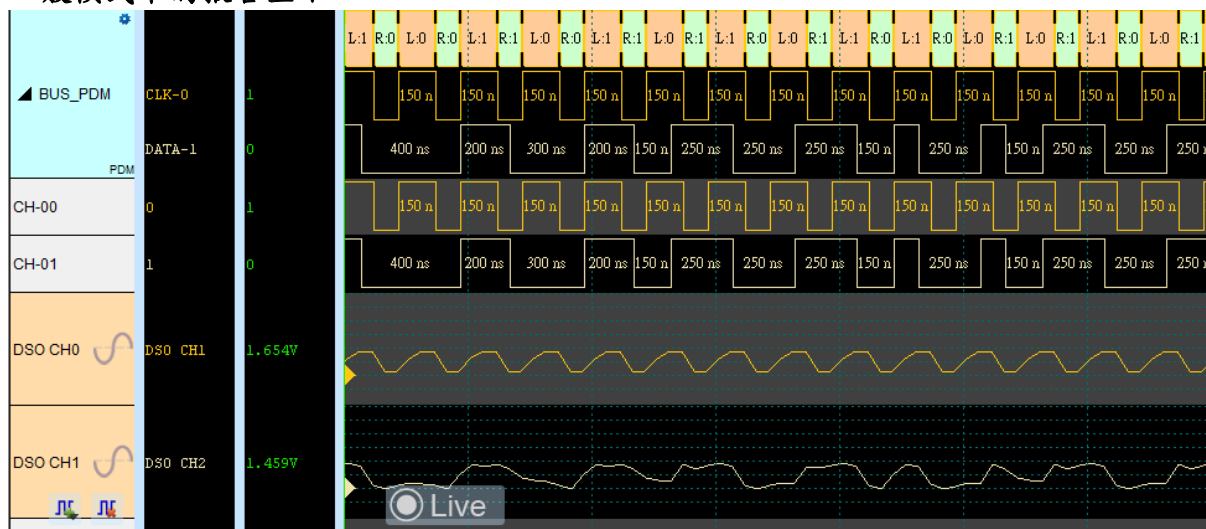 L:1 R:0 L:0 R:0 L:1 R:1 L:0 R:0 L:1 R:1 L:0 R:1 L:1 R:0 L:0 R:1 L:1 R:0 L:1 R:0 L:0 R:1 L:0 R:1 L:1 R:0 L:0 R:1
BUS_PDM CLK-0 1 150 n 150 n 150 n 150 n 150 n 150 n 150 n 150 n 150 n 150 n 150 n 150 n 150 n
DATA-1 0 400 ns 200 ns 300 ns 200 ns 150 n 250 ns 250 ns 250 ns 150 n 250 ns 150 n 250 ns 250 ns 250
PDM
CH-00 0 1 150 n 150 n 150 n 150 n 150 n 150 n 150 n 150 n 150 n 150 n 150 n 150 n 150 n
CH-01 1 0 400 ns 200 ns 300 ns 200 ns 150 n 250 ns 250 ns 250 ns 150 n 250 ns 150 n 250 ns 250 ns 250
DSO CH0 DSO CH1 1.654V
DSO CH1 DSO CH2 1.459V
Live